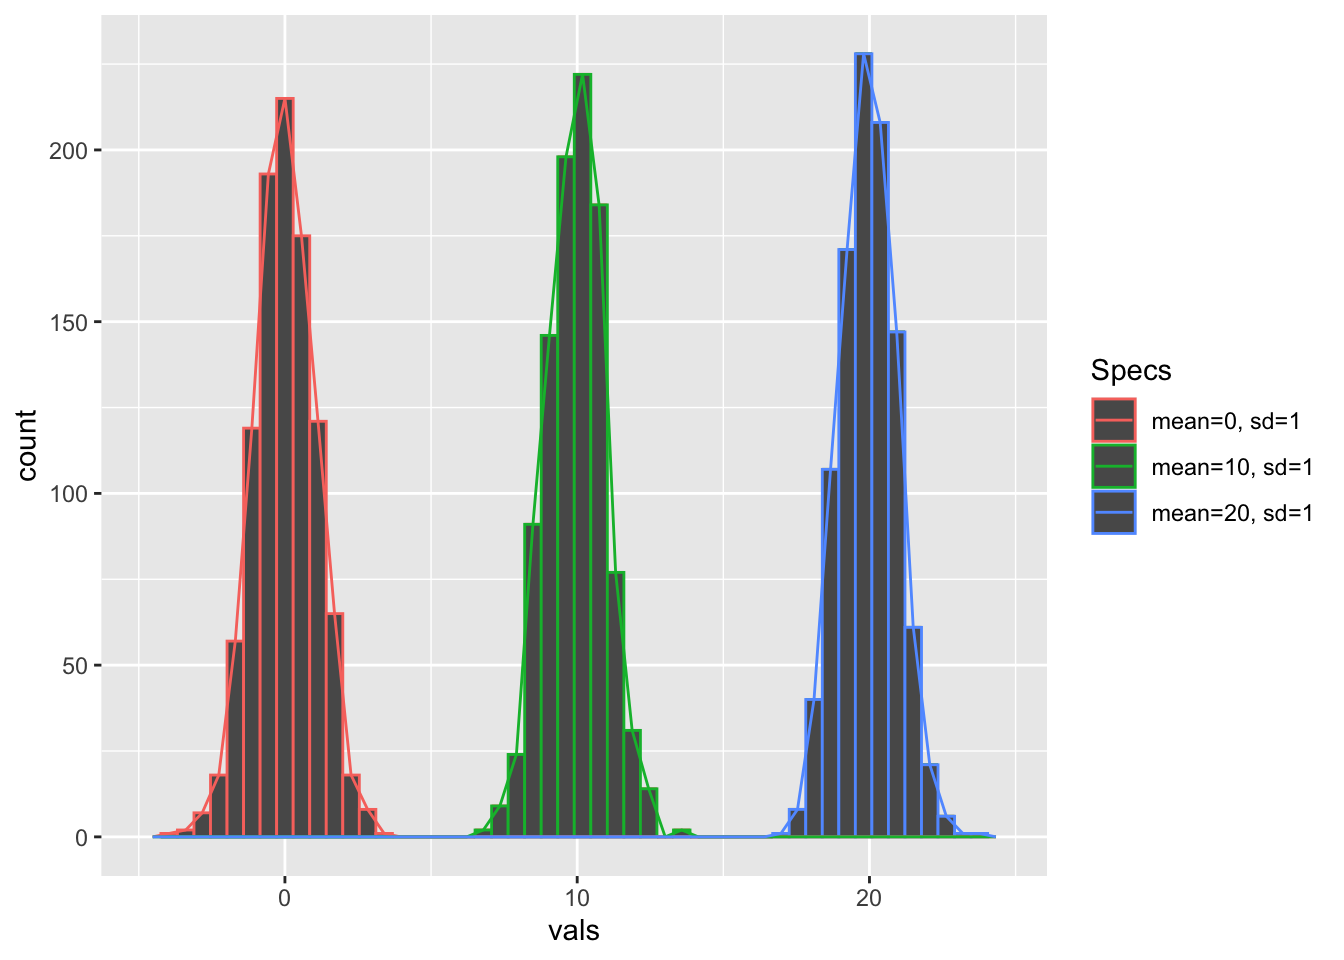 200
150
100
50
0
count
0 10 20
vals
Specs
mean=0, sd=1
mean=10, sd=1
mean=20, sd=1